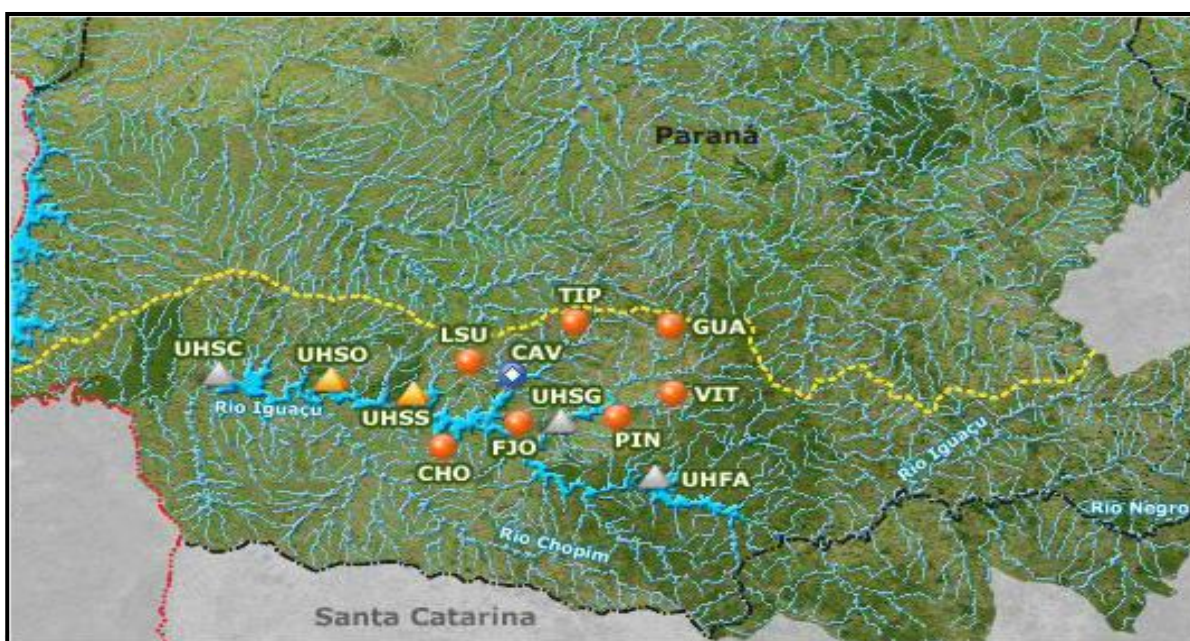 Paraná
TIP
GUA
LSU
CAV
UHSC
UHSO
UHSG
VIT
UHSS
Rio Iguaçu
FJO
PIN
CHO
UHFA
Rio Iguaçu
Rio Negro
Rio Chopim
Santa Catarina